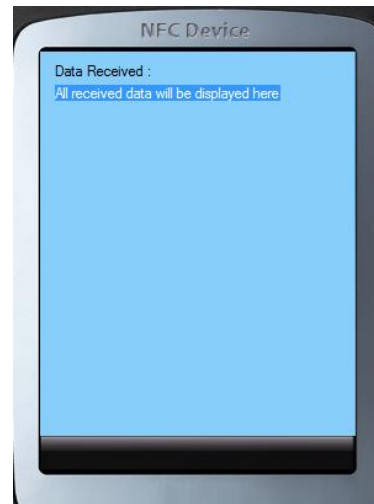 NFC Device
Data Received :
All received data will be displayed here